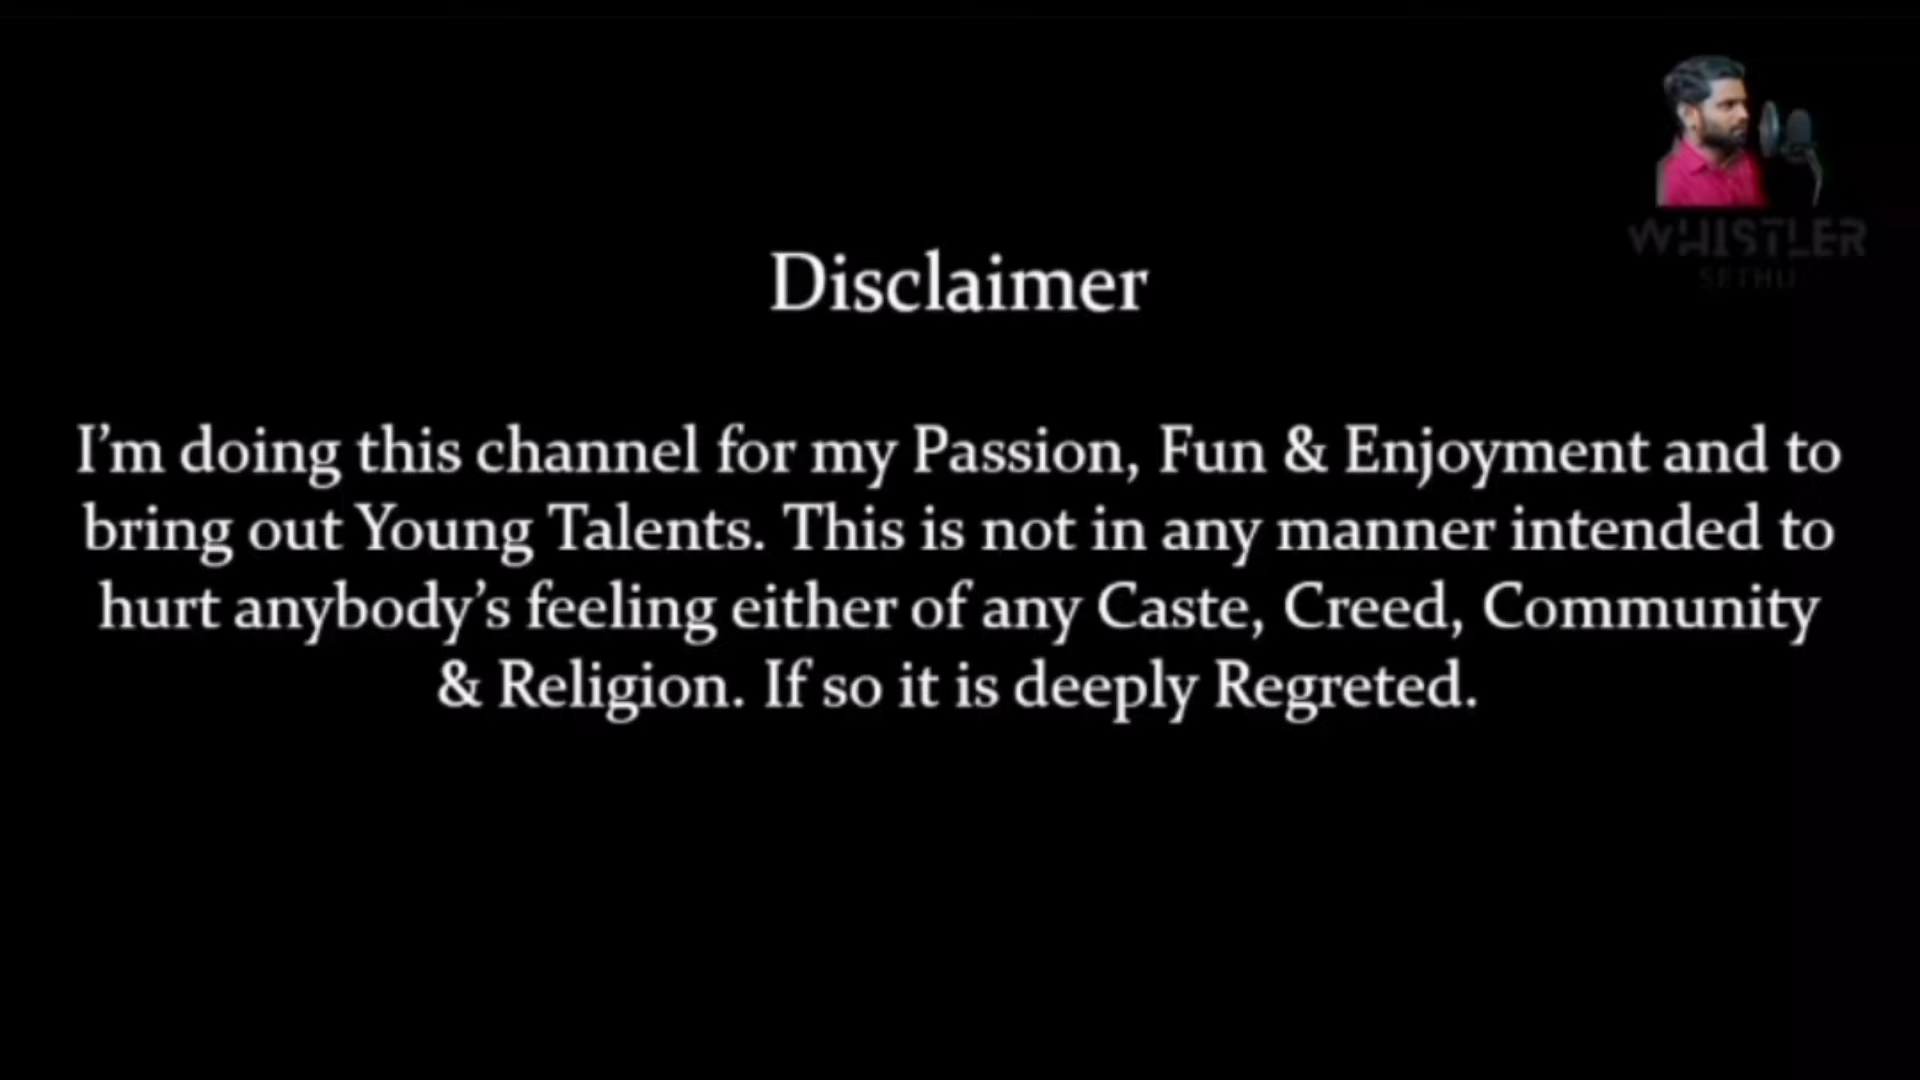 WHISTLER
SETHU
Disclaimer
I'm doing this channel for my Passion, Fun & Enjoyment and to
bring out Young Talents. This is not in any manner intended to
hurt anybody's feeling either of any Caste, Creed, Community
& Religion. If so it is deeply Regreted.